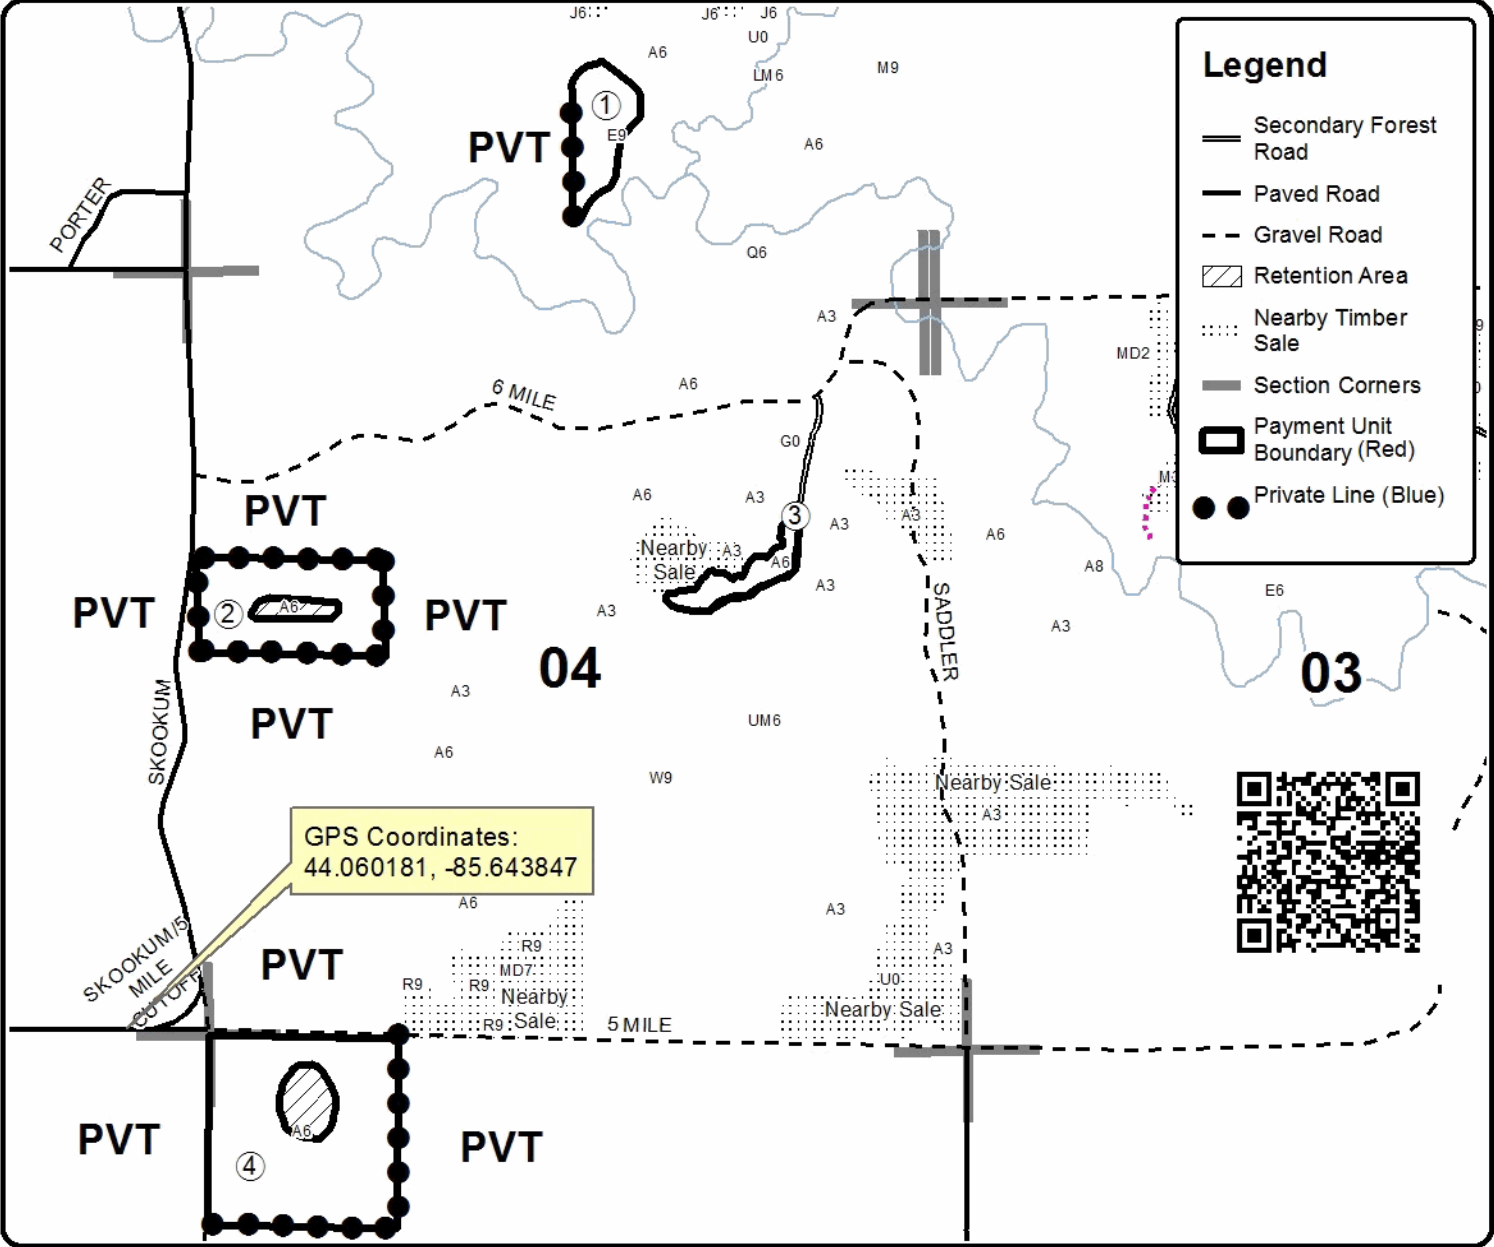 J6
J6
J6
U0
A6
LM6
M9
1
E9
PVT
A6
PORTER
Q6
A3
MD2
6 MILE
A6
G0
PVT
A6
A3
3
A3
A3
A6
Nearby
Sale
A3
A6
A3
A8
PVT
2
A6
PVT
A3
SADDLER
A3
E6
04
03
SKOOKUM
PVT
A3
UM6
A6
W9
Nearby Sale
A3
GPS Coordinates:
44.060181, -85.643847
A6
A3
SKOOKUM/5
MILE
CUTOFF
PVT
R9
MD7
R9
R9
Nearby
Sale
R9
5 MILE
A3
U0
Nearby Sale
PVT
A6
4
PVT
Legend
Secondary Forest
Road
Paved Road
Gravel Road
Retention Area
Nearby Timber
Sale
Section Corners
Payment Unit
Boundary (Red)
Private Line (Blue)